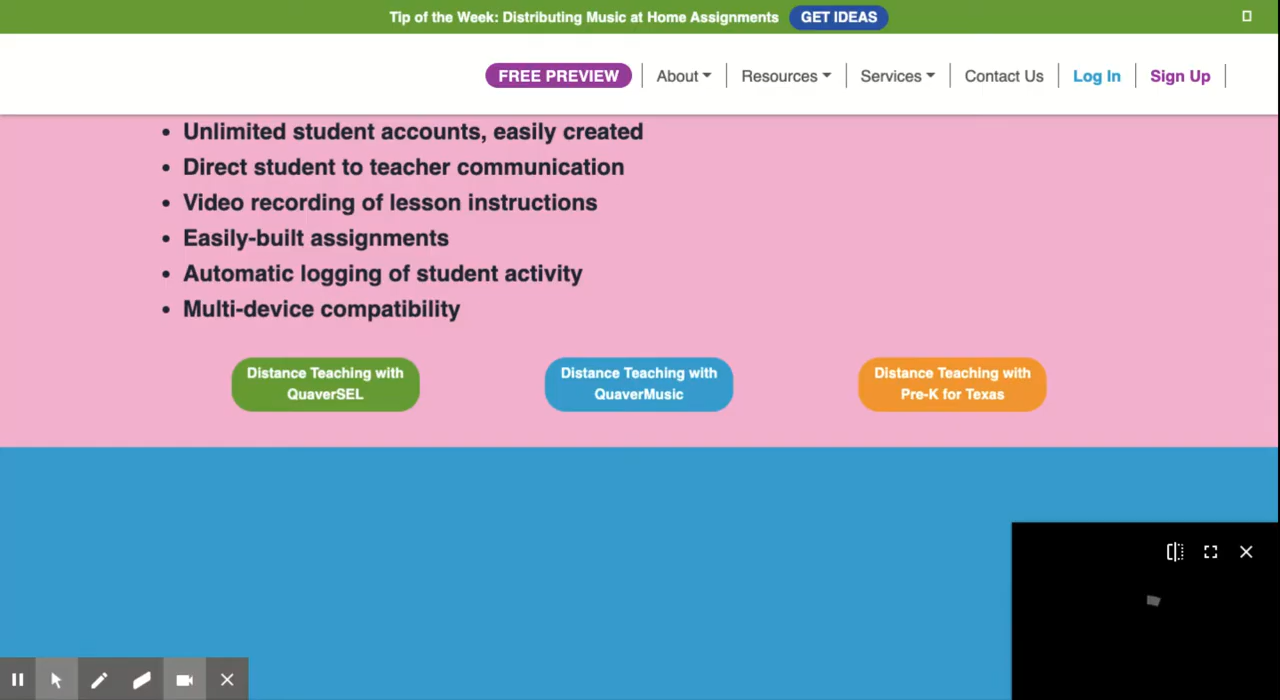 Tip of the Week: Distributing Music at Home Assignments GET IDEAS
FREE PREVIEW About Resources Services Contact Us Log In Sign Up
Unlimited student accounts, easily created
Direct student to teacher communication
Video recording of lesson instructions
Easily-built assignments
Automatic logging of student activity
Multi-device compatibility
Distance Teaching with
QuaverSEL
Distance Teaching with
QuaverMusic
Distance Teaching with
Pre-K for Texas